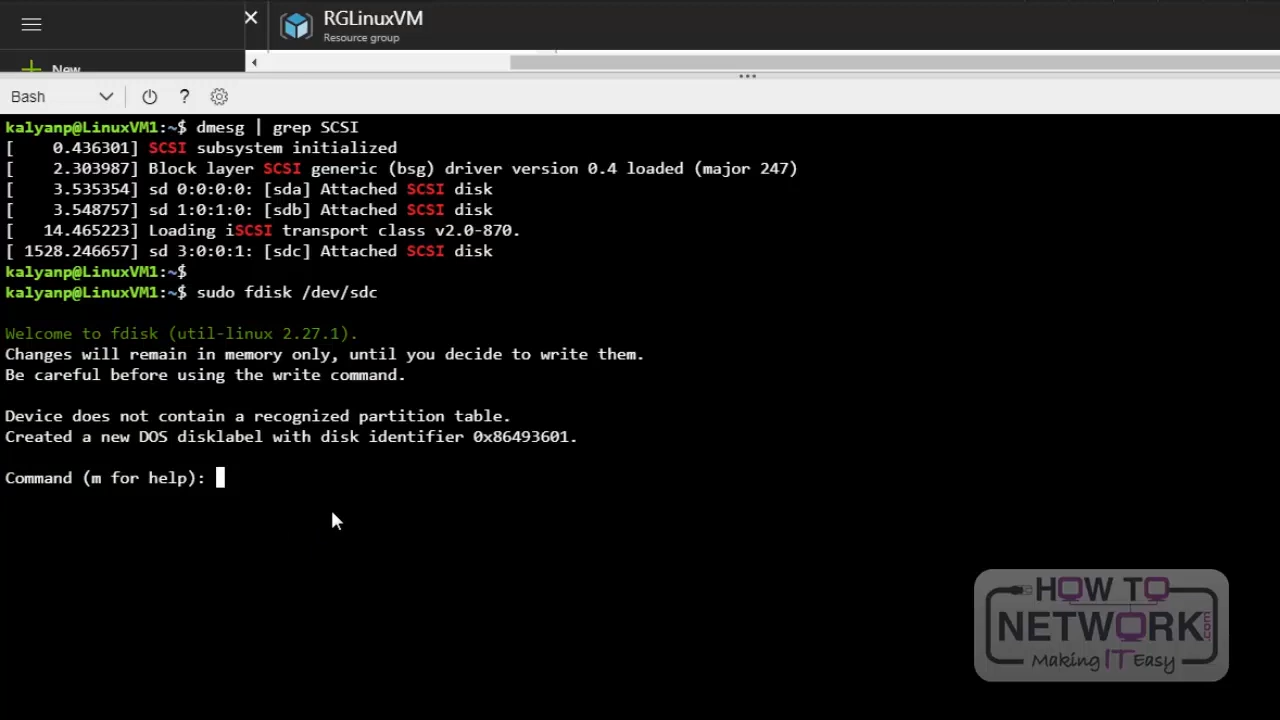 RGLinuxVM
Resource group
New
Bash
?
kalyanp@LinuxVM1:~$ dmesg | grep SCSI
[    0.436301] SCSI subsystem initialized
[    2.303987] Block layer SCSI generic (bsg) driver version 0.4 loaded (major 247)
[    3.535354] sd 0:0:0:0: [sda] Attached SCSI disk
[    3.548757] sd 1:0:1:0: [sdb] Attached SCSI disk
[   14.465223] Loading iSCSI transport class v2.0-870.
[ 1528.246657] sd 3:0:0:1: [sdc] Attached SCSI disk
kalyanp@LinuxVM1:~$
kalyanp@LinuxVM1:~$ sudo fdisk /dev/sdc
Welcome to fdisk (util-linux 2.27.1).
Changes will remain in memory only, until you decide to write them.
Be careful before using the write command.
Device does not contain a recognized partition table.
Created a new DOS disklabel with disk identifier 0x86493601.
Command (m for help):
HOW TO
NETWORK.com
Making IT Easy